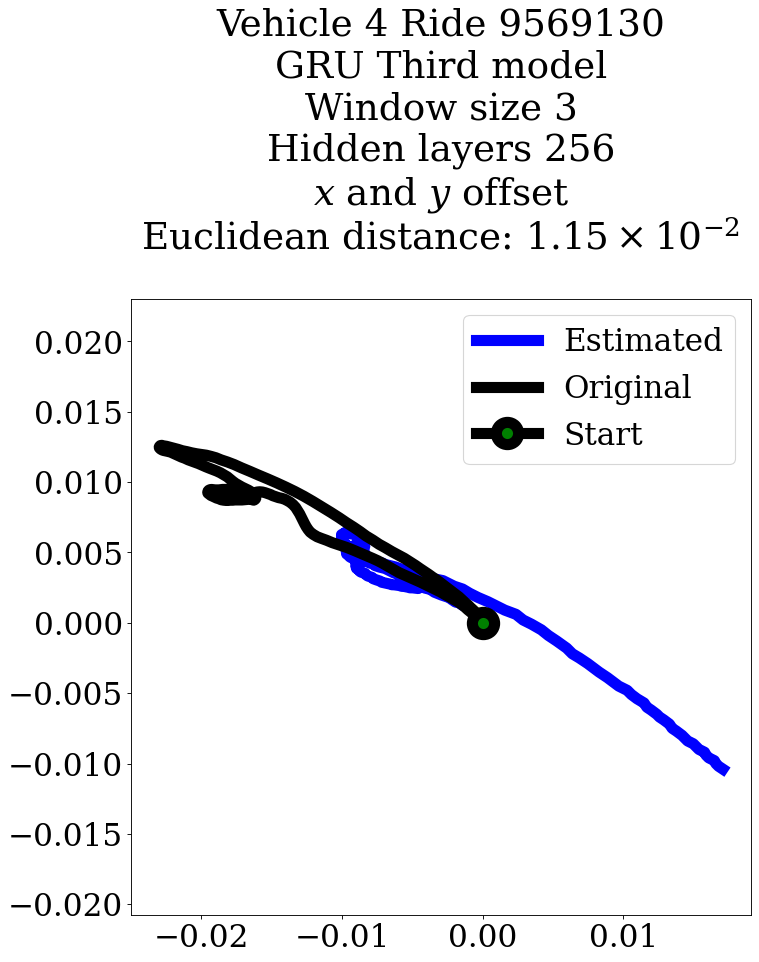 Vehicle 4 Ride 9569130
GRU Third model
Window size 3
Hidden layers 256
x and y offset
Euclidean distance: 1.15 × 10⁻²
Estimated
Original
Start
0.020
0.015
0.010
0.005
0.000
−0.005
−0.010
−0.015
−0.020
−0.02 −0.01 0.00 0.01